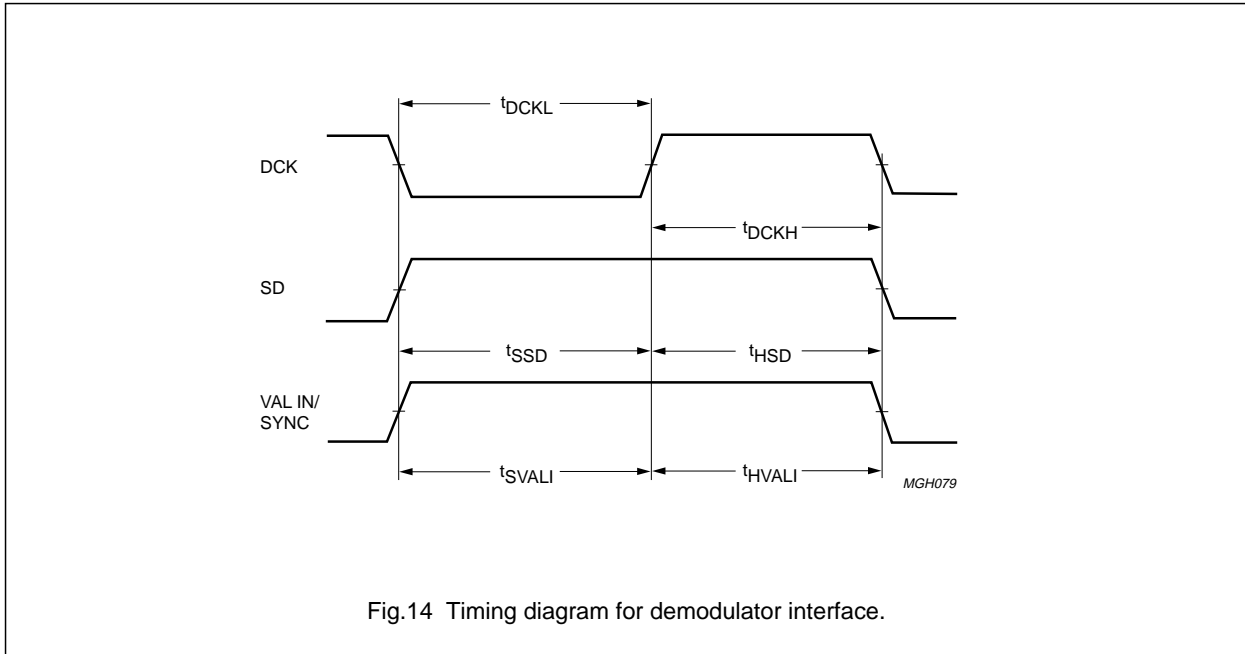 tDCKL
DCK
tDCKH
SD
tSSD
tHSD
VAL IN/
SYNC
tSVALI
tHVALI
MGH079
Fig.14 Timing diagram for demodulator interface.